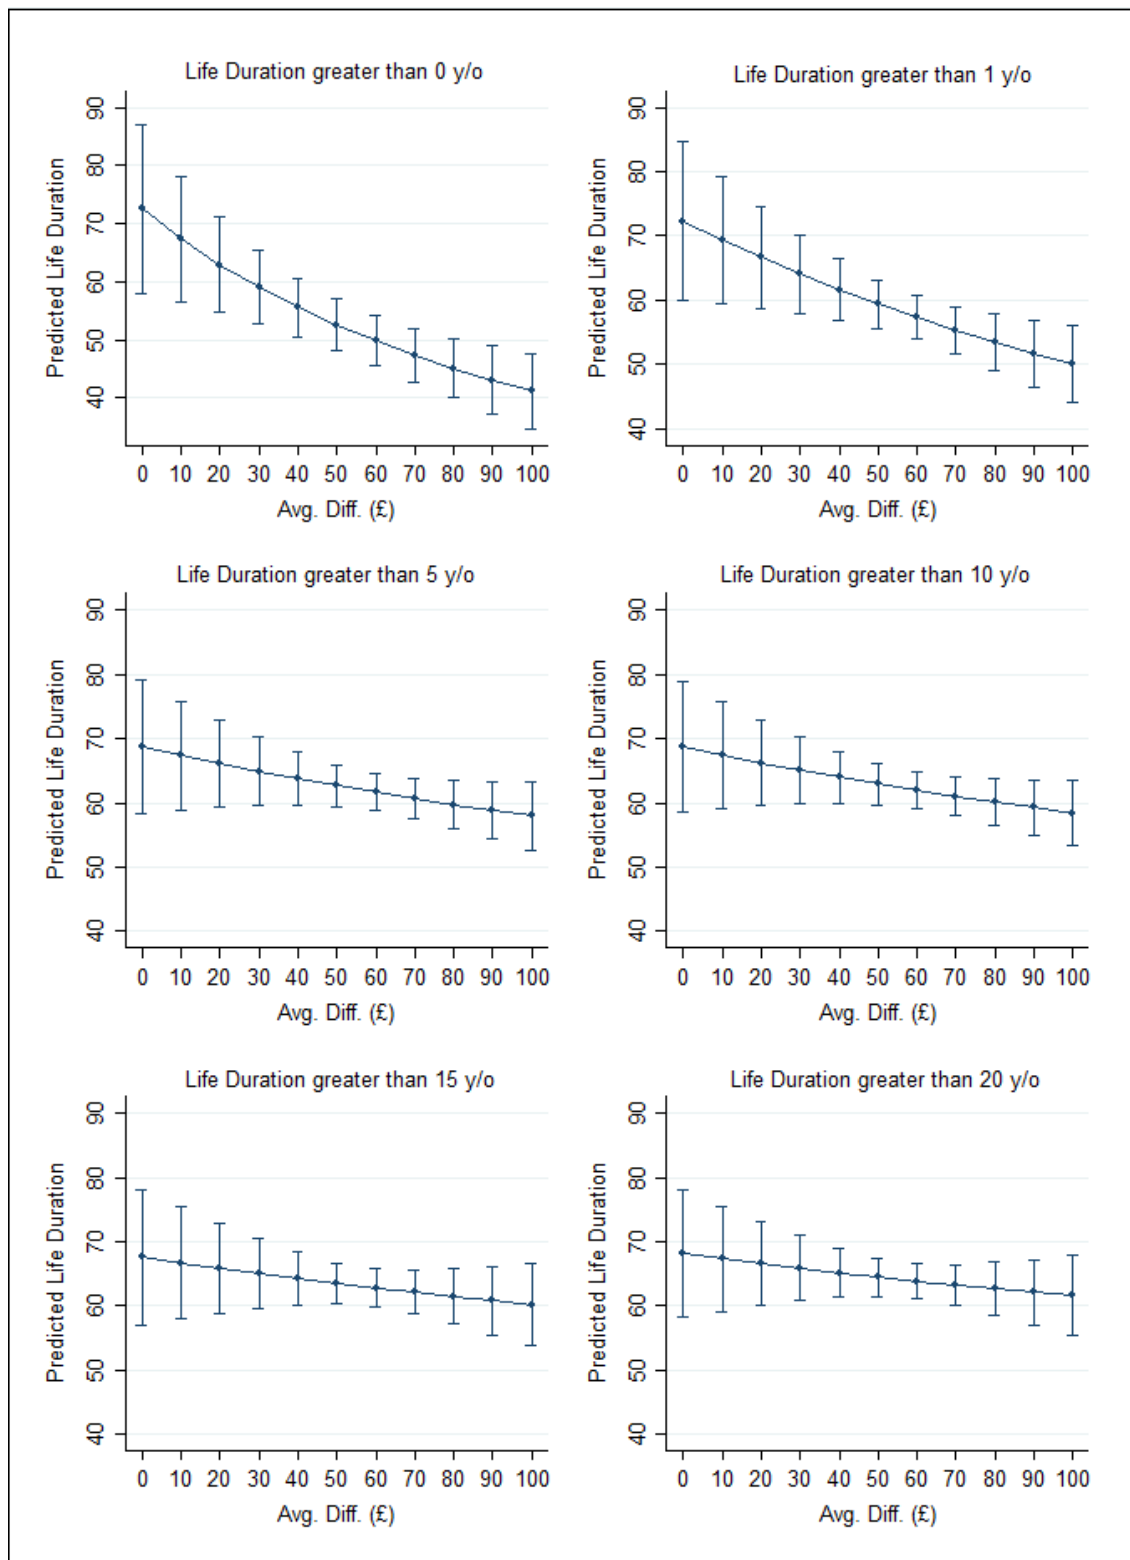 Life Duration greater than 0 y/o
Predicted Life Duration
90
80
70
60
50
40
0 10 20 30 40 50 60 70 80 90 100
Avg. Diff. (£)
Life Duration greater than 1 y/o
Predicted Life Duration
90
80
70
60
50
40
0 10 20 30 40 50 60 70 80 90 100
Avg. Diff. (£)
Life Duration greater than 5 y/o
Predicted Life Duration
90
80
70
60
50
40
0 10 20 30 40 50 60 70 80 90 100
Avg. Diff. (£)
Life Duration greater than 10 y/o
Predicted Life Duration
90
80
70
60
50
40
0 10 20 30 40 50 60 70 80 90 100
Avg. Diff. (£)
Life Duration greater than 15 y/o
Predicted Life Duration
90
80
70
60
50
40
0 10 20 30 40 50 60 70 80 90 100
Avg. Diff. (£)
Life Duration greater than 20 y/o
Predicted Life Duration
90
80
70
60
50
40
0 10 20 30 40 50 60 70 80 90 100
Avg. Diff. (£)